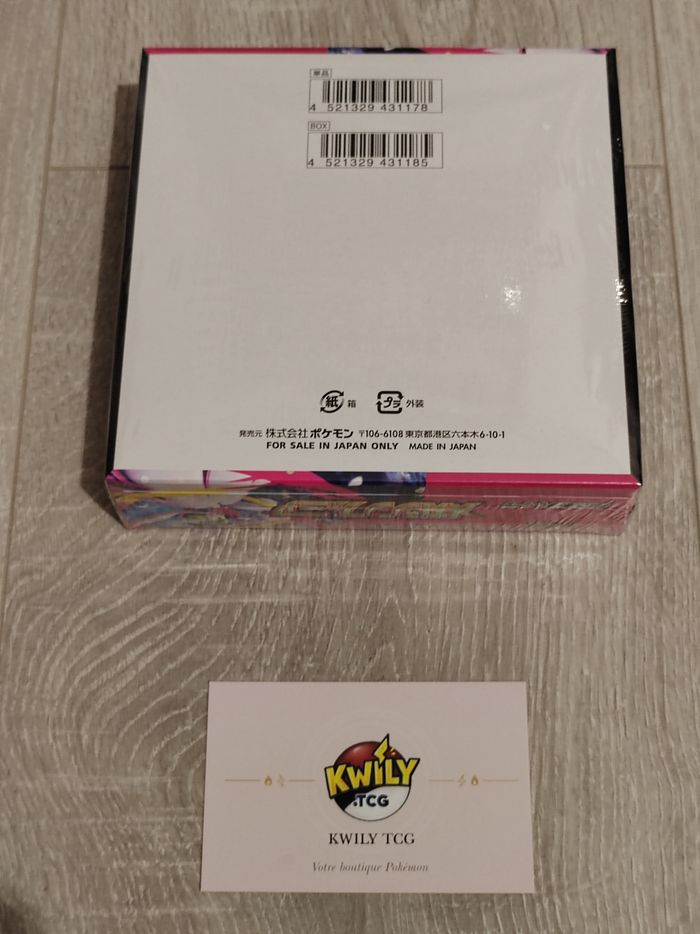 単品
4 521329 431178
BOX
4 521329 431185
紙 箱 プラ 外装
発売元 株式会社ポケモン 〒106-6108 東京都港区六本木6-10-1
FOR SALE IN JAPAN ONLY MADE IN JAPAN
KWILY
.TCG
KWILY TCG
Votre boutique Pokémon